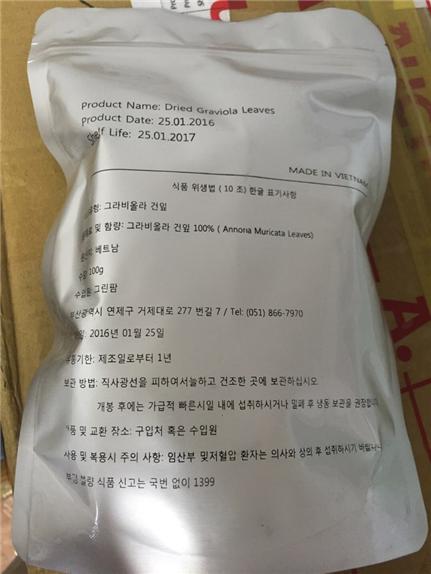 Product Name: Dried Graviola Leaves
Product Date: 25.01.2016
Shelf Life: 25.01.2017
MADE IN VIETNAM
식품 위생법 ( 10 조) 한글 표기사항
그라비올라 건잎
및 함량: 그라비올라 건잎 100% ( Annona Muricata Leaves)
베트남
100g
그린팜
부산광역시 연제구 거제대로 277 번길 7 / Tel: (051) 866-7970
2016년 01월 25일
유통기한: 제조일로부터 1년
보관 방법: 직사광선을 피하여서늘하고 건조한 곳에 보관하십시오.
개봉 후에는 가급적 빠른시일 내에 섭취하시거나 밀폐 후 냉동 보관을 권장합니다
반품 및 교환 장소: 구입처 혹은 수입원
사용 및 복용시 주의 사항: 임산부 및저혈압 환자는 의사와 상의 후 섭취하시기 바랍니다.
부정 불량 식품 신고는 국번 없이 1399